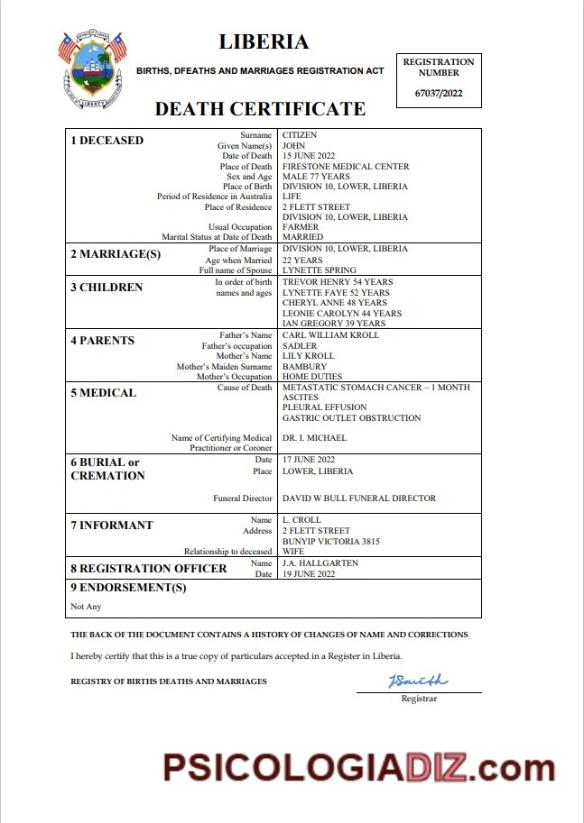 LIBERIA
BIRTHS, DFEATHS AND MARRIAGES REGISTRATION ACT
REGISTRATION
NUMBER
67037/2022
DEATH CERTIFICATE
1 DECEASED
Surname CITIZEN
Given Name(s) JOHN
Date of Death 15 JUNE 2022
Place of Death FIRESTONE MEDICAL CENTER
Sex and Age MALE 77 YEARS
Place of Birth DIVISION 10, LOWER, LIBERIA
Period of Residence in Australia LIFE
Place of Residence 2 FLETT STREET
DIVISION 10, LOWER, LIBERIA
Usual Occupation FARMER
Marital Status at Date of Death MARRIED
2 MARRIAGE(S)
Place of Marriage DIVISION 10, LOWER, LIBERIA
Age when Married 22 YEARS
Full name of Spouse LYNETTE SPRING
3 CHILDREN
In order of birth TREVOR HENRY 54 YEARS
names and ages LYNETTE FAYE 52 YEARS
CHERYL ANNE 48 YEARS
LEONIE CAROLYN 44 YEARS
IAN GREGORY 39 YEARS
4 PARENTS
Father's Name CARL WILLIAM KROLL
Father's occupation SADLER
Mother's Name LILY KROLL
Mother's Maiden Surname BAMBURY
Mother's Occupation HOME DUTIES
5 MEDICAL
Cause of Death METASTATIC STOMACH CANCER – 1 MONTH
ASCITES
PLEURAL EFFUSION
GASTRIC OUTLET OBSTRUCTION
Name of Certifying Medical DR. I. MICHAEL
Practitioner or Coroner
6 BURIAL or
CREMATION
Date 17 JUNE 2022
Place LOWER, LIBERIA
Funeral Director DAVID W BULL FUNERAL DIRECTOR
7 INFORMANT
Name L. CROLL
Address 2 FLETT STREET
BUNYIP VICTORIA 3815
Relationship to deceased WIFE
8 REGISTRATION OFFICER
Name J.A. HALLGARTEN
Date 19 JUNE 2022
9 ENDORSEMENT(S)
Not Any
THE BACK OF THE DOCUMENT CONTAINS A HISTORY OF CHANGES OF NAME AND CORRECTIONS
I hereby certify that this is a true copy of particulars accepted in a Register in Liberia.
REGISTRY OF BIRTHS DEATHS AND MARRIAGES
Registrar
PSICOLOGIADIZ.com